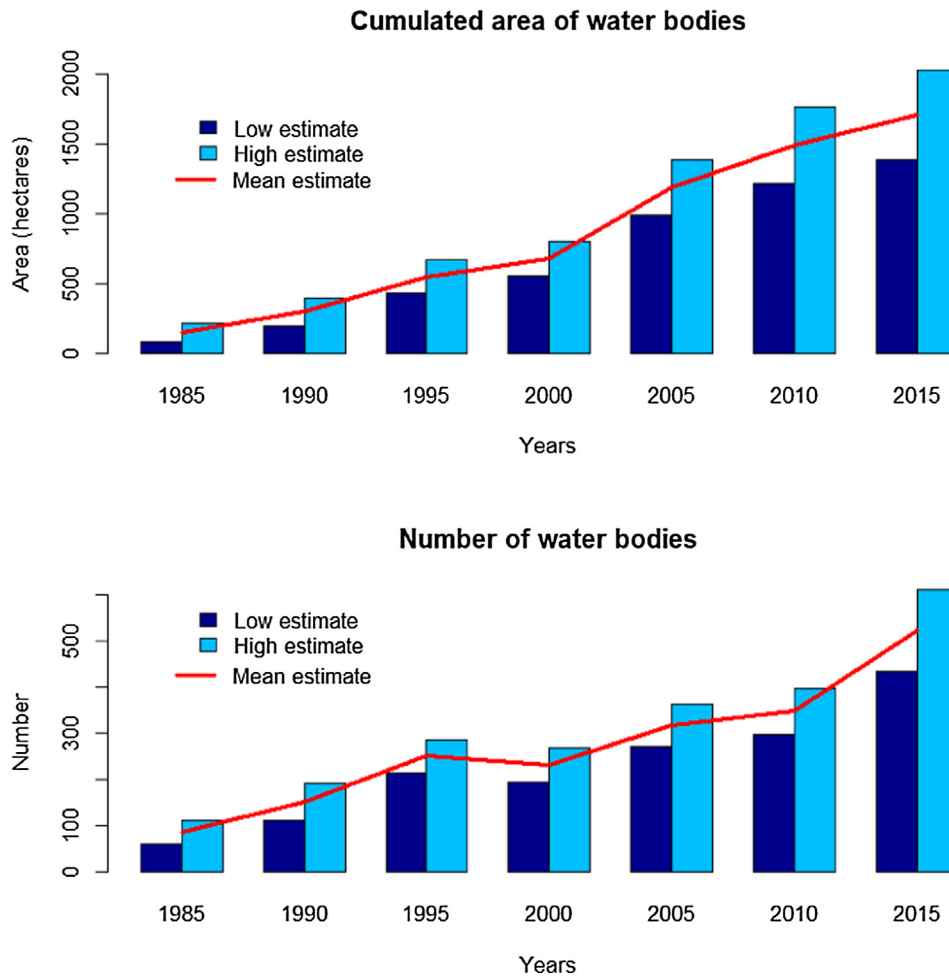 Cumulated area of water bodies
2000
1500
1000
500
0
Area (hectares)
Low estimate
High estimate
Mean estimate
1985 1990 1995 2000 2005 2010 2015
Years
Number of water bodies
500
300
100
0
Number
Low estimate
High estimate
Mean estimate
1985 1990 1995 2000 2005 2010 2015
Years